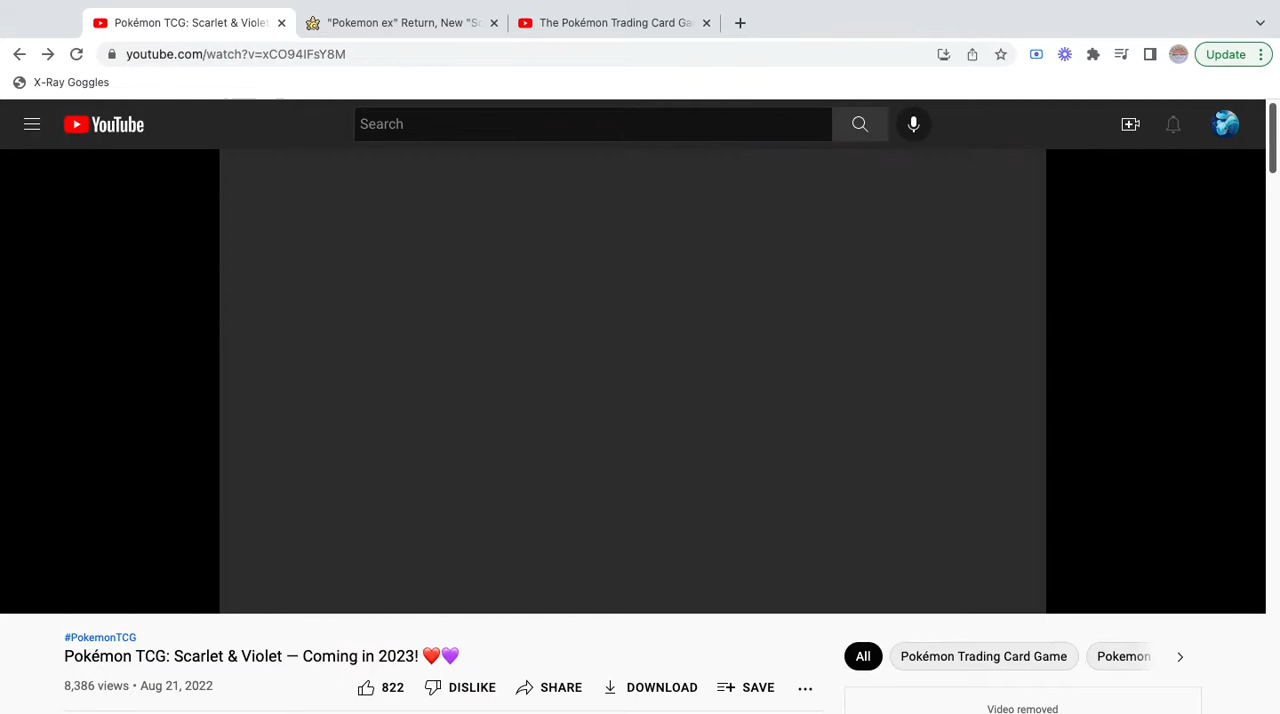 Pokémon TCG: Scarlet & Violet
"Pokemon ex" Return, New "Sc
The Pokémon Trading Card Ga
youtube.com/watch?v=xCO94IFsY8M
Update
X-Ray Goggles
YouTube
Search
#PokemonTCG
Pokémon TCG: Scarlet & Violet — Coming in 2023! ❤️💜
8,386 views • Aug 21, 2022
822
DISLIKE
SHARE
DOWNLOAD
SAVE
All
Pokémon Trading Card Game
Pokemon
Video removed